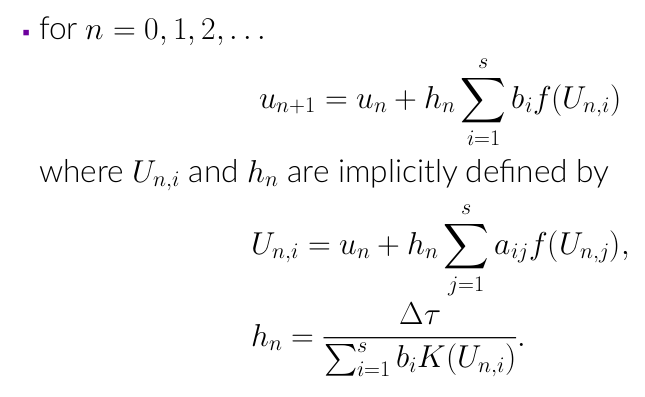 ▪ for n = 0, 1, 2, . . .
u_{n+1} = u_n + h_n \sum_{i=1}^{s} b_i f(U_{n,i})
where U_{n,i} and h_n are implicitly defined by
U_{n,i} = u_n + h_n \sum_{j=1}^{s} a_{ij} f(U_{n,j}),
h_n = \frac{\Delta\tau}{\sum_{i=1}^{s} b_i K(U_{n,i})}.